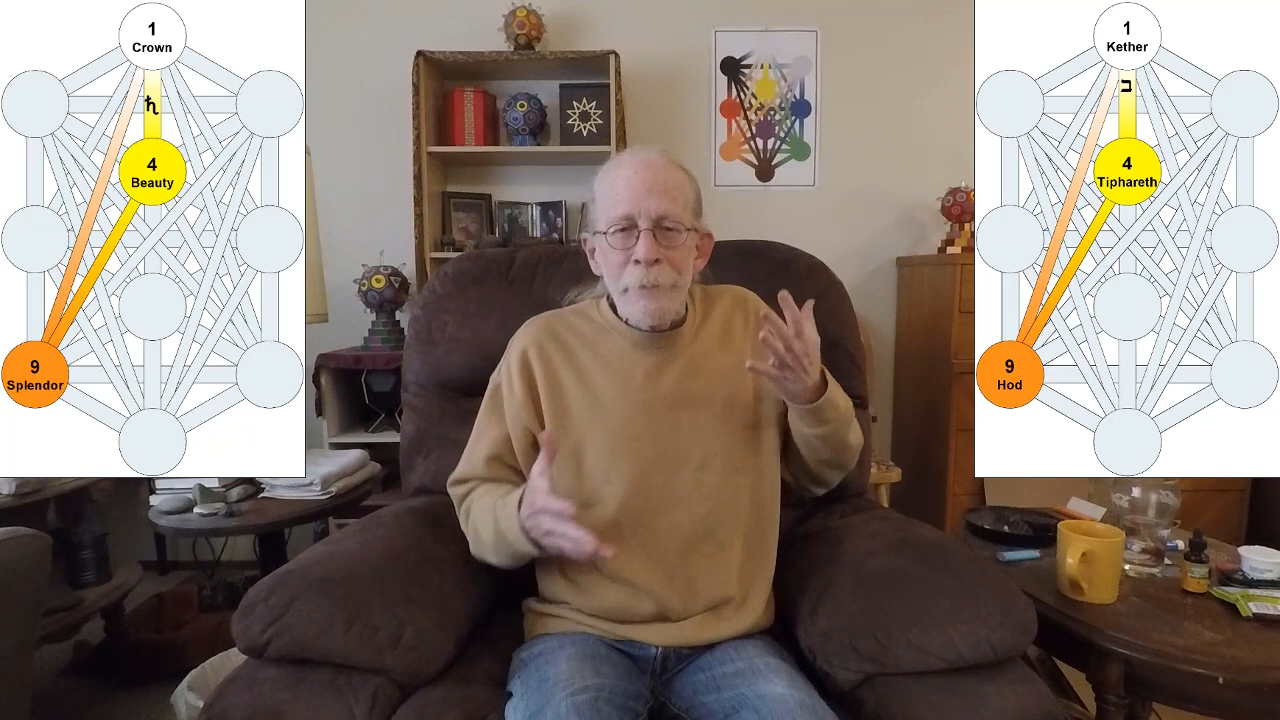 1
Crown
♄
4
Beauty
9
Splendor
1
Kether
ב
4
Tiphareth
9
Hod